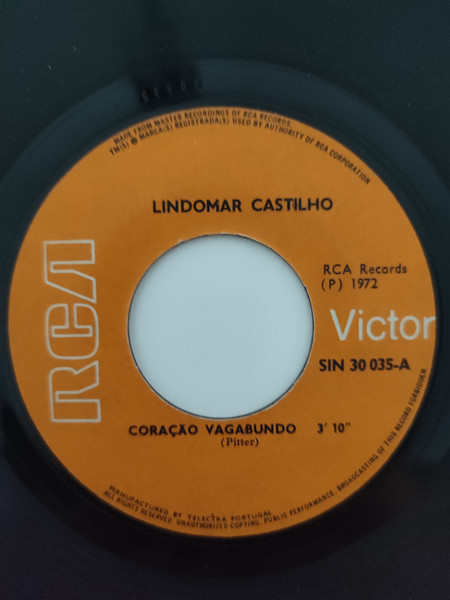 MADE FROM MASTER RECORDINGS OF RCA RECORDS
TM(S) ® MARCA(S) REGISTRADA(S) USED BY AUTHORITY OF RCA CORPORATION
LINDOMAR CASTILHO
RCA
RCA Records
(P) 1972
Victor
SIN 30 035-A
CORAÇÃO VAGABUNDO 3' 10"
(Pitter)
MANUFACTURED BY TELECTRA PORTUGAL
ALL RIGHTS RESERVED. UNAUTHORIZED COPYING, PUBLIC PERFORMANCE, BROADCASTING OF THIS RECORD FORBIDDEN.